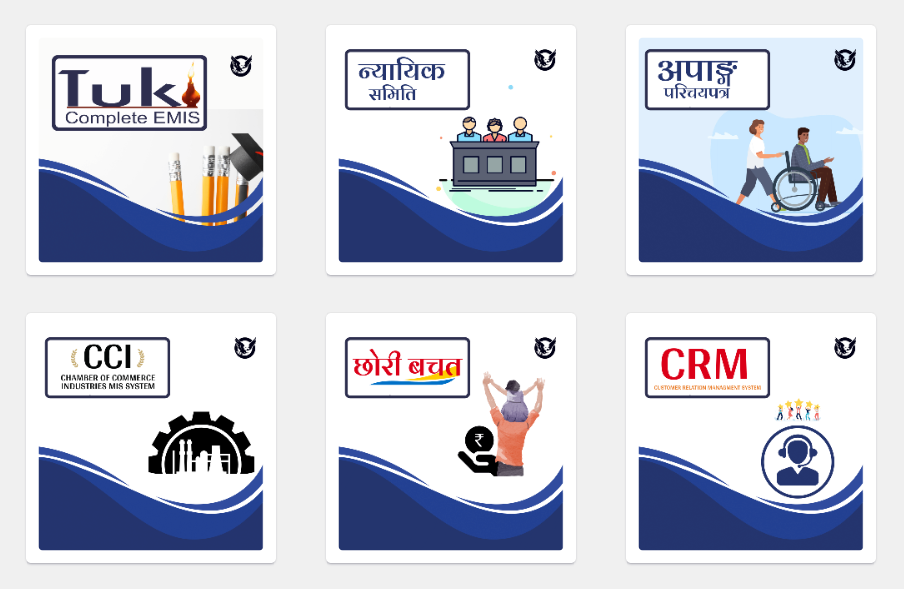 Tuki
Complete EMIS
न्यायिक
समिति
अपाङ्ग
परिचयपत्र
CCI
CHAMBER OF COMMERCE
INDUSTRIES MIS SYSTEM
छोरी बचत
₹
CRM
CUSTOMER RELATION MANAGMENT SYSTEM